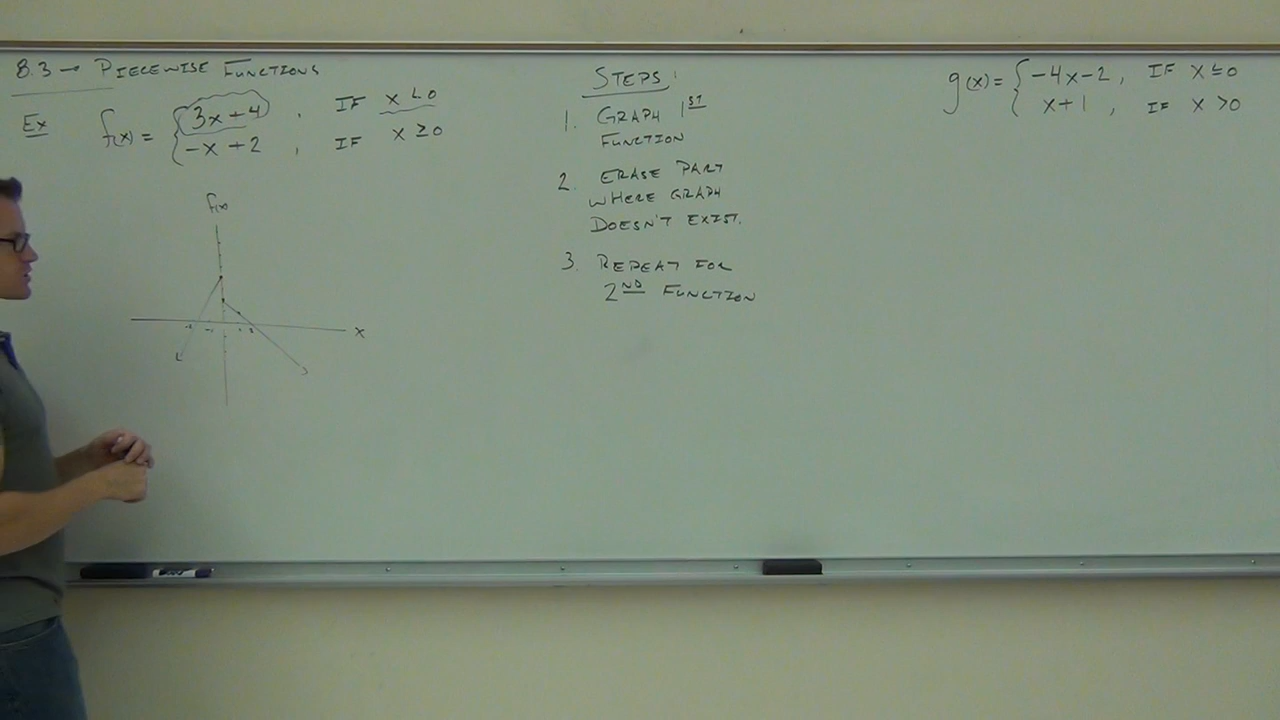 8.3 → PIECEWISE FUNCTIONS
Ex f(x) = { 3x + 4 , IF x < 0
-x + 2 , IF x ≥ 0
f(x)
x
STEPS:
1. GRAPH 1ST
FUNCTION
2. ERASE PART
WHERE GRAPH
DOESN'T EXIST.
3. REPEAT FOR
2ND FUNCTION
g(x) = { -4x - 2 , IF x ≤ 0
x + 1 , IF x > 0